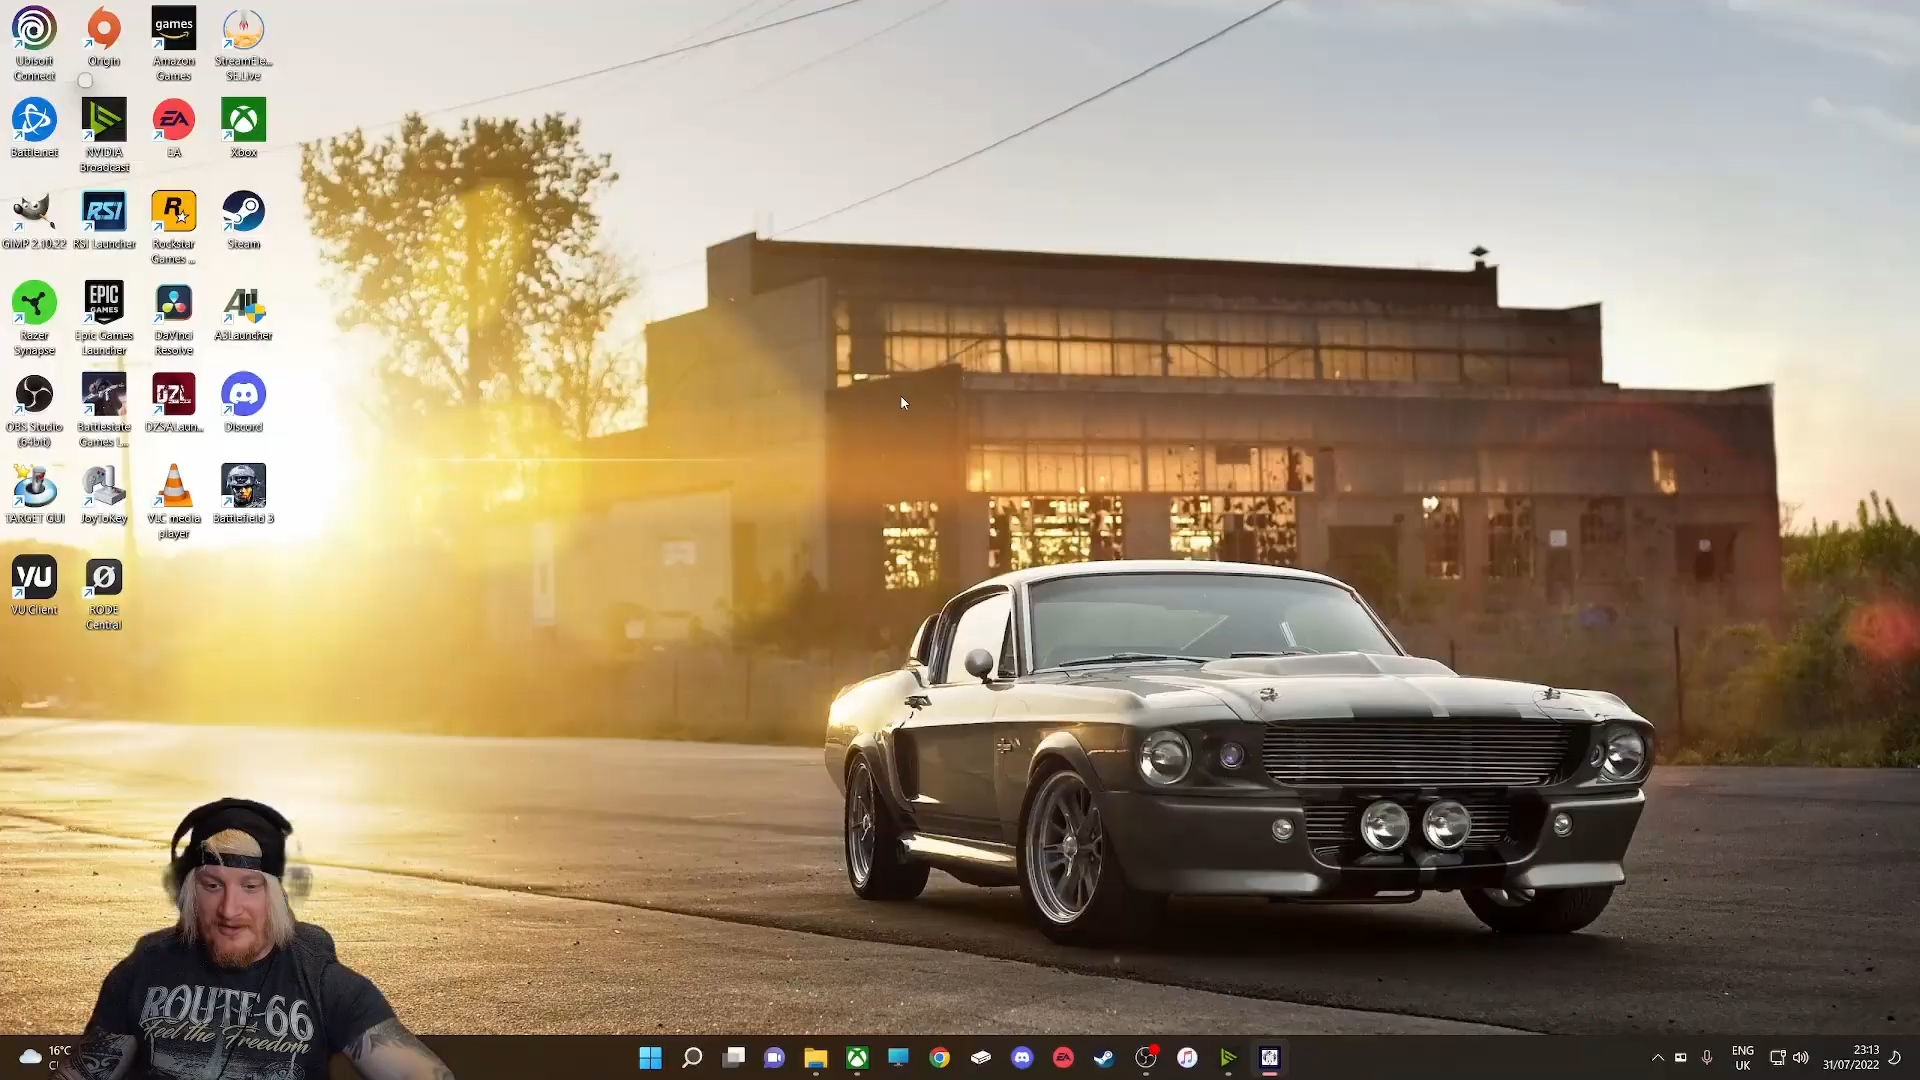 Ubisoft
Connect
Origin
games
Amazon
Games
StreamEle...
SE.Live
Battle.net
NVIDIA
Broadcast
EA
EA
Xbox
GIMP 2.10.22
RSI
RSI Launcher
R
Rockstar
Games ...
Steam
Razer
Synapse
EPIC
GAMES
Epic Games
Launcher
DaVinci
Resolve
A3Launcher
OBS Studio
(64bit)
Battlestate
Games L...
DZL
DZSALaun...
Discord
TARGET GUI
JoyToKey
VLC media
player
Battlefield 3
VU
VU Client
RODE
Central
ROUTE 66
Feel the Freedom
16°C
EA
ENG
UK
23:13
31/07/2022